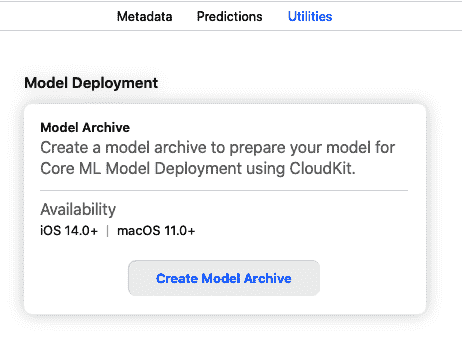 Metadata Predictions Utilities
Model Deployment
Model Archive
Create a model archive to prepare your model for
Core ML Model Deployment using CloudKit.
Availability
iOS 14.0+ | macOS 11.0+
Create Model Archive